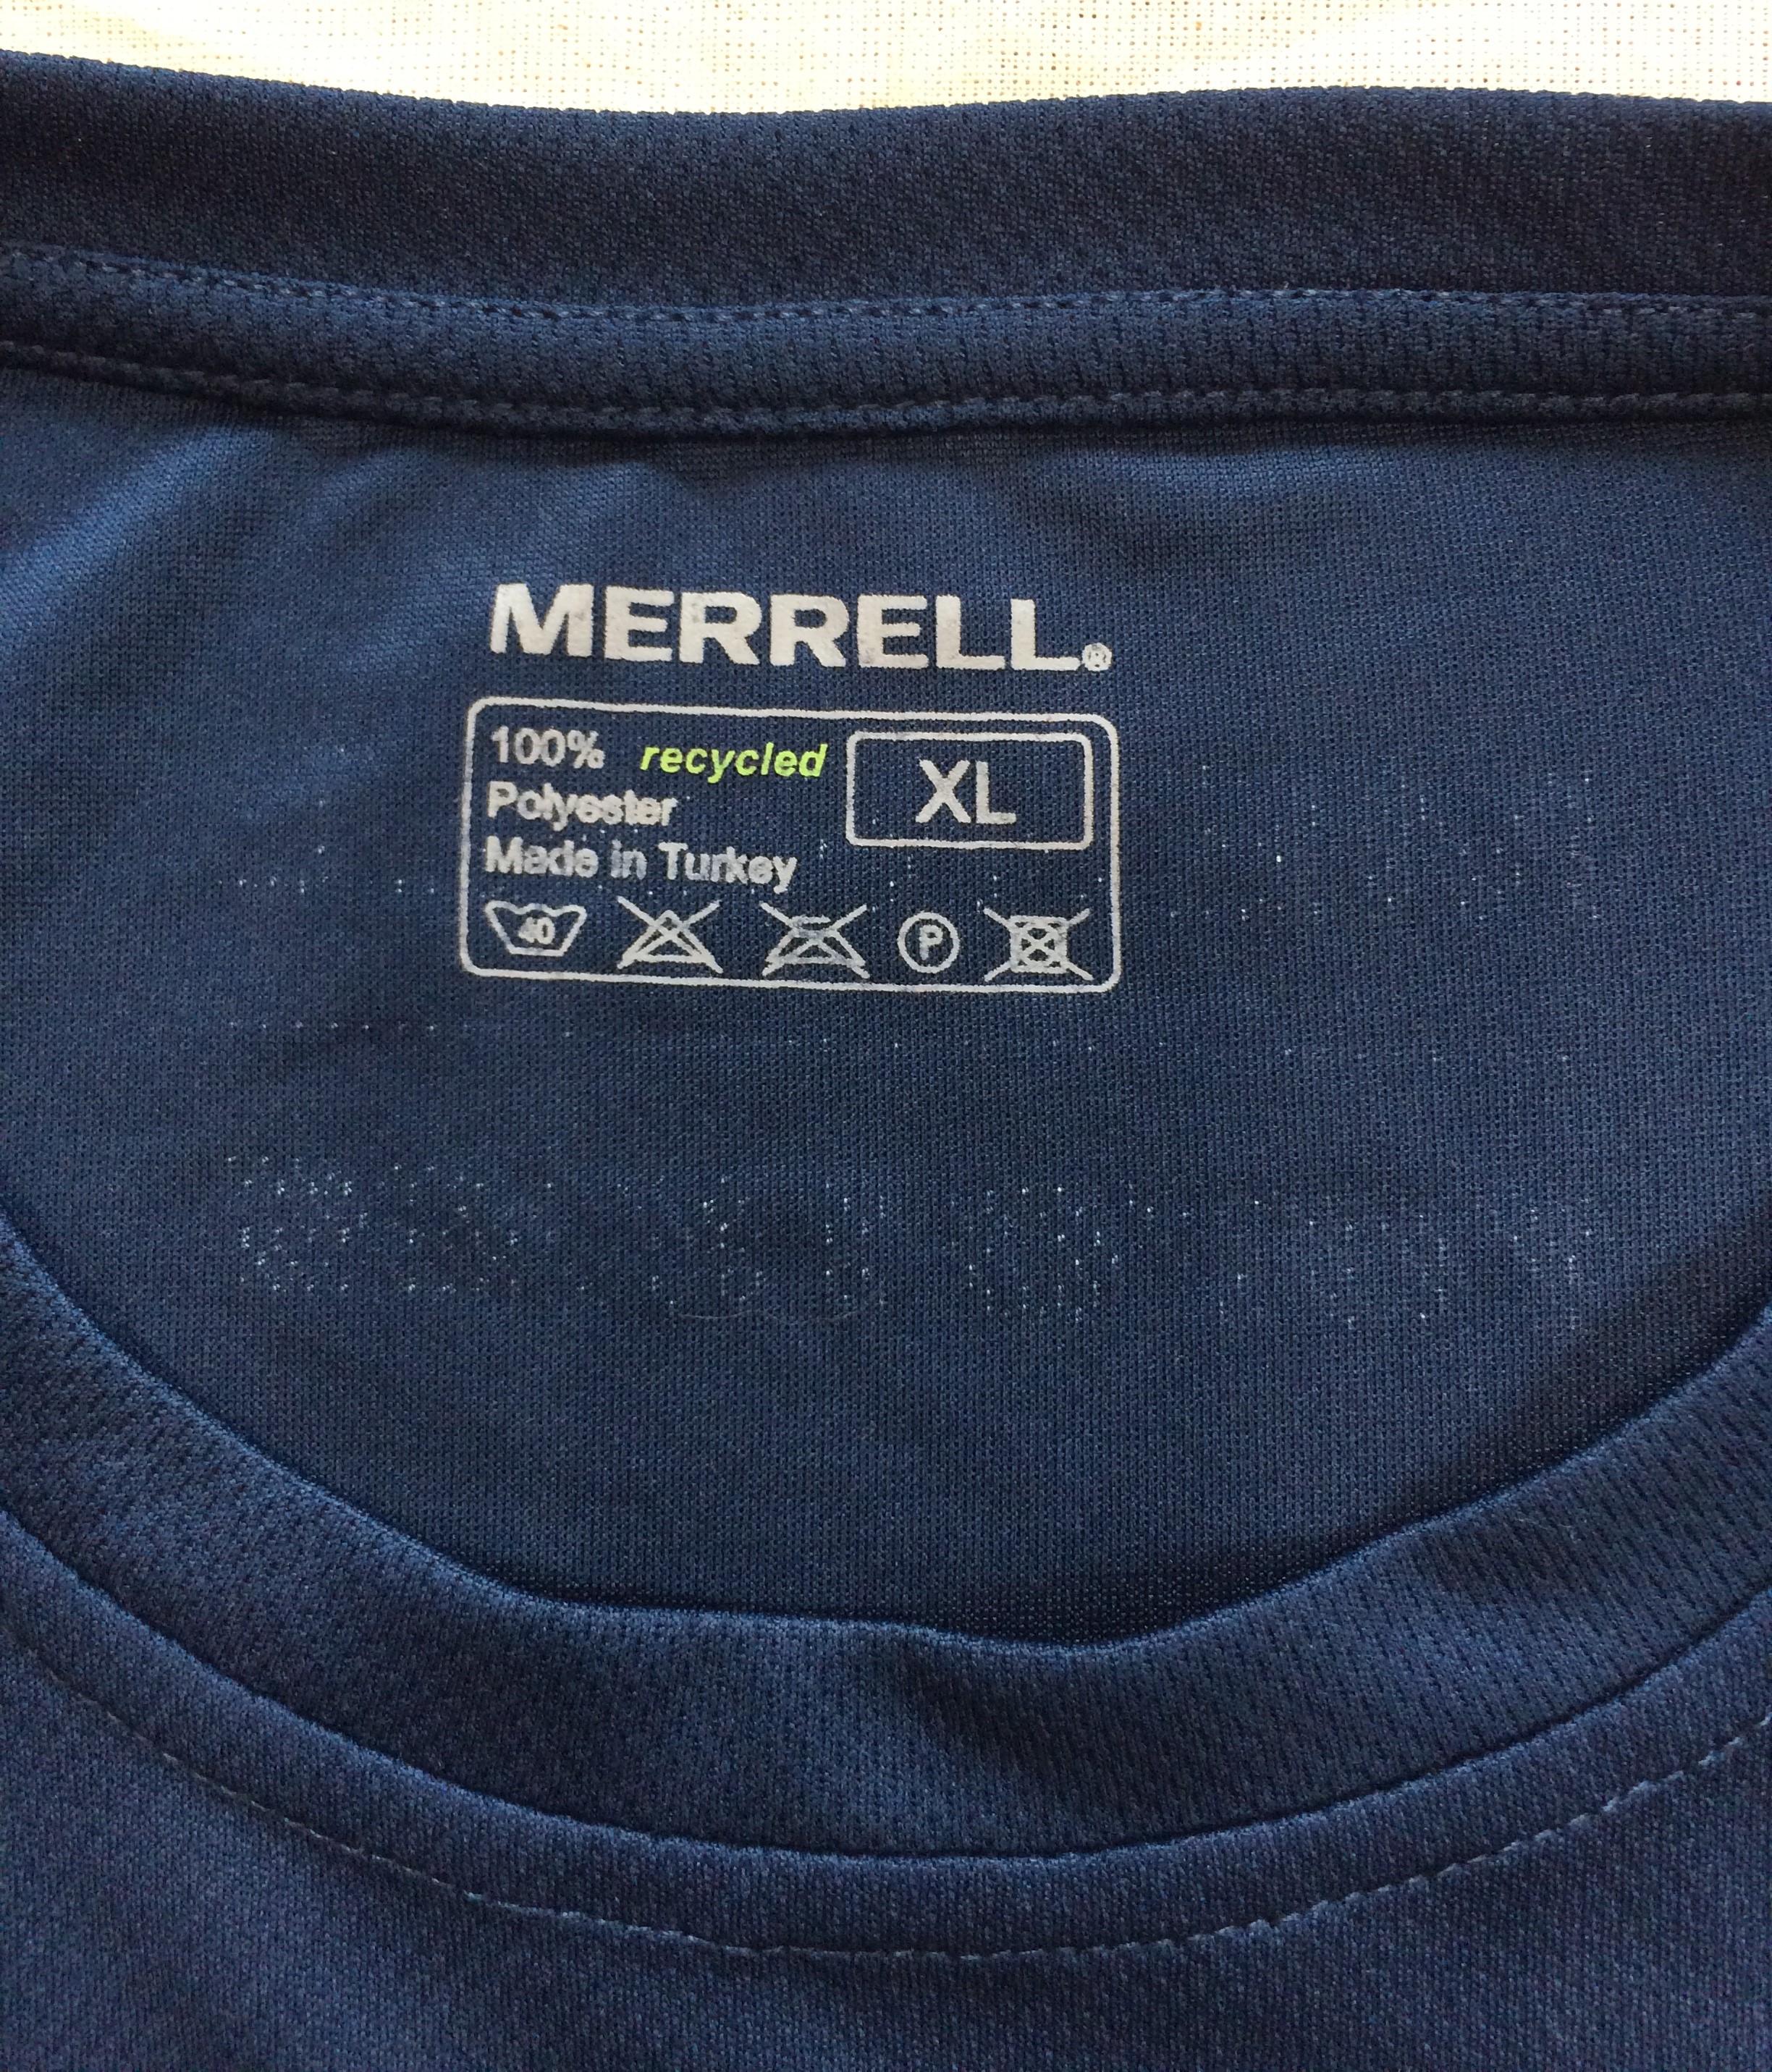 MERRELL®
100% recycled
Polyester
Made in Turkey
XL
40
P